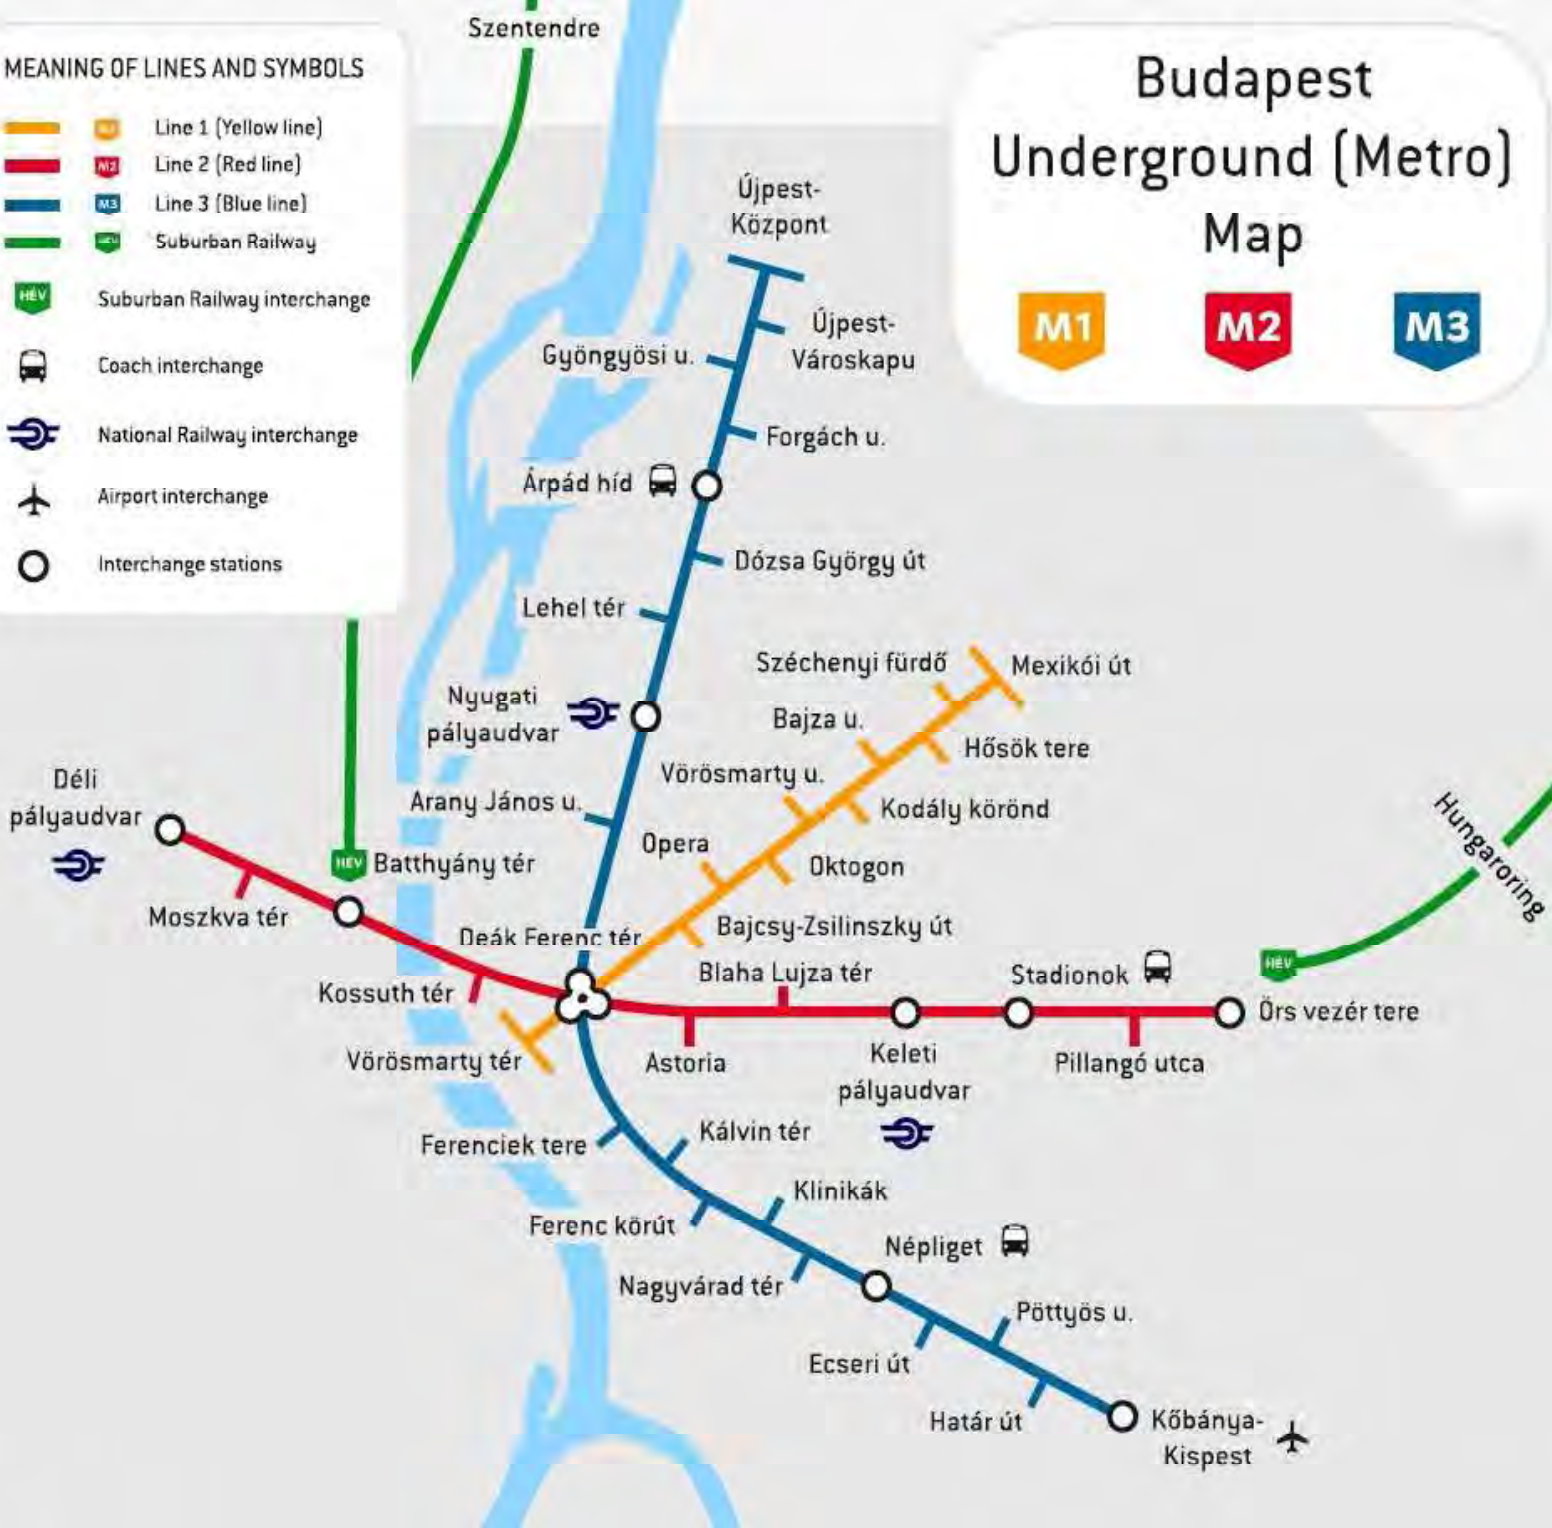 Szentendre
MEANING OF LINES AND SYMBOLS
M1 Line 1 (Yellow line)
M2 Line 2 (Red line)
M3 Line 3 (Blue line)
HÉV Suburban Railway
HÉV Suburban Railway interchange
Coach interchange
National Railway interchange
Airport interchange
Interchange stations
Budapest
Underground (Metro)
Map
M1 M2 M3
Újpest-
Központ
Újpest-
Városkapu
Gyöngyösi u.
Forgách u.
Árpád híd
Dózsa György út
Lehel tér
Nyugati
pályaudvar
Arany János u.
Széchenyi fürdő
Mexikói út
Bajza u.
Hősök tere
Vörösmarty u.
Kodály körönd
Opera
Oktogon
Bajcsy-Zsilinszky út
Déli
pályaudvar
Moszkva tér
HÉV Batthyány tér
Kossuth tér
Deák Ferenc tér
Vörösmarty tér
Astoria
Blaha Lujza tér
Keleti
pályaudvar
Stadionok
Pillangó utca
HÉV
Örs vezér tere
Hungaroring
Ferenciek tere
Kálvin tér
Ferenc körút
Klinikák
Nagyvárad tér
Népliget
Ecseri út
Pöttyös u.
Határ út
Kőbánya-
Kispest